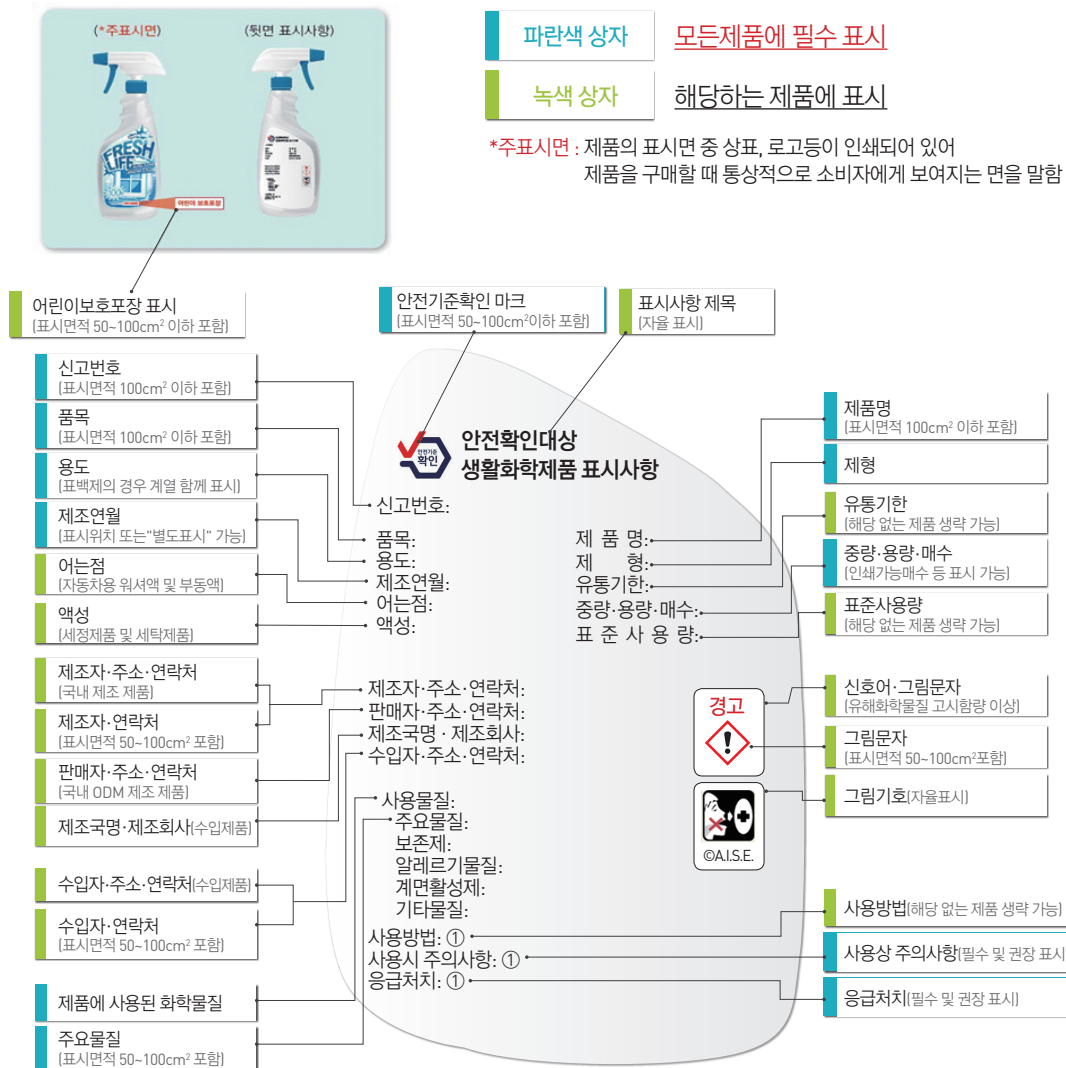 (*주표시면)
(뒷면 표시사항)
FRESH
LIFE
어린이 보호포장
파란색 상자
모든제품에 필수 표시
녹색 상자
해당하는 제품에 표시
*주표시면 : 제품의 표시면 중 상표, 로고등이 인쇄되어 있어
제품을 구매할 때 통상적으로 소비자에게 보여지는 면을 말함
어린이보호포장 표시
(표시면적 50~100cm² 이하 포함)
안전기준확인 마크
(표시면적 50~100cm²이하 포함)
표시사항 제목
(자율 표시)
신고번호
(표시면적 100cm² 이하 포함)
품목
(표시면적 100cm² 이하 포함)
용도
(표백제의 경우 계열 함께 표시)
제조연월
(표시위치 또는"별도표시" 가능)
어는점
(자동차용 워셔액 및 부동액)
액성
(세정제품 및 세탁제품)
제조자·주소·연락처
(국내 제조 제품)
제조자·연락처
(표시면적 50~100cm² 포함)
판매자·주소·연락처
(국내 ODM 제조 제품)
제조국명·제조회사(수입제품)
수입자·주소·연락처(수입제품)
수입자·연락처
(표시면적 50~100cm² 포함)
제품에 사용된 화학물질
주요물질
(표시면적 50~100cm² 포함)
안전기준
확인
안전확인대상
생활화학제품 표시사항
신고번호:
품목:
용도:
제조연월:
어는점:
액성:
제 품 명:
제 형:
유통기한:
중량·용량·매수:
표 준 사 용 량:
제조자·주소·연락처:
판매자·주소·연락처:
제조국명 · 제조회사:
수입자·주소·연락처:
경고
©A.I.S.E.
사용물질:
주요물질:
보존제:
알레르기물질:
계면활성제:
기타물질:
사용방법: ①
사용시 주의사항: ①
응급처치: ①
제품명
(표시면적 100cm² 이하 포함)
제형
유통기한
(해당 없는 제품 생략 가능)
중량·용량·매수
(인쇄가능매수 등 표시 가능)
표준사용량
(해당 없는 제품 생략 가능)
신호어·그림문자
(유해화학물질 고시함량 이상)
그림문자
(표시면적 50~100cm²포함)
그림기호(자율표시)
사용방법(해당 없는 제품 생략 가능)
사용상 주의사항(필수 및 권장 표시
응급처치(필수 및 권장 표시)